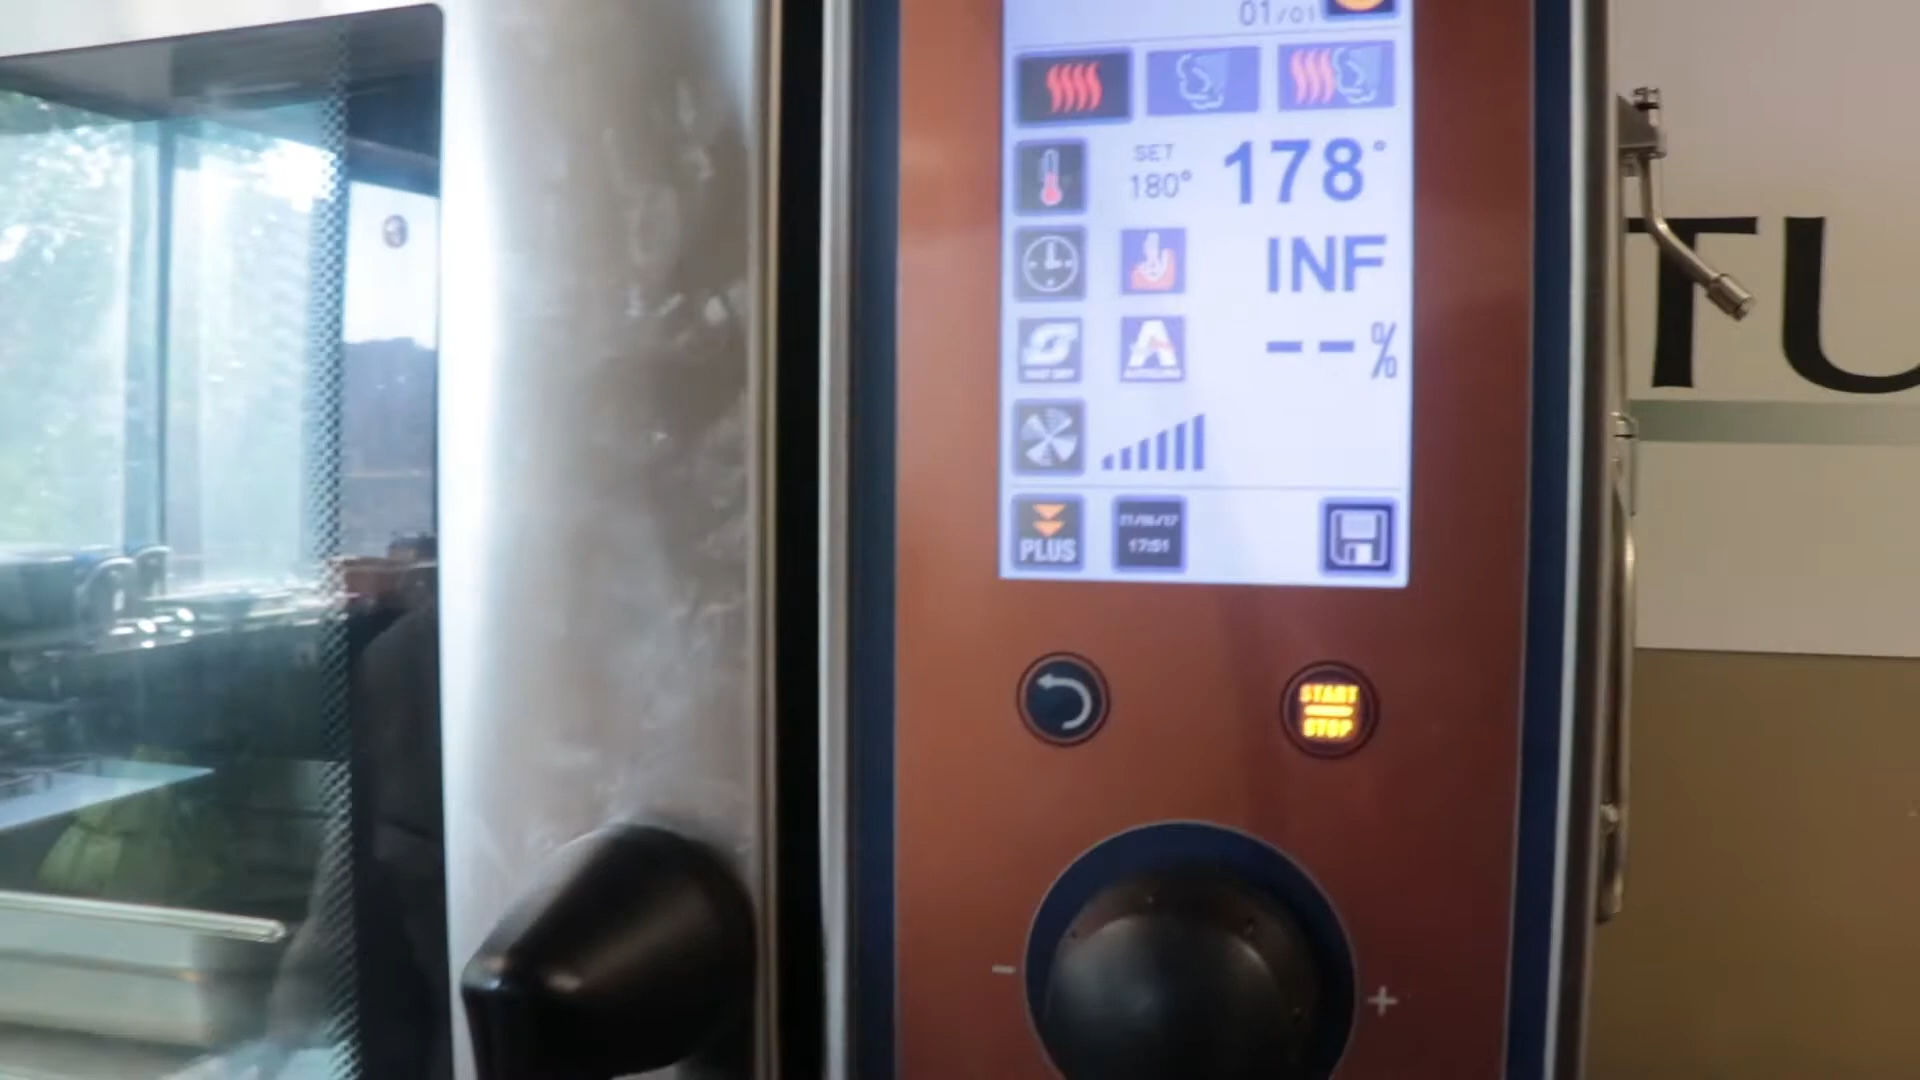 01/01
SET
180°
178°
INF
--%
A
PLUS
17:51
START
STOP
-
+
TU